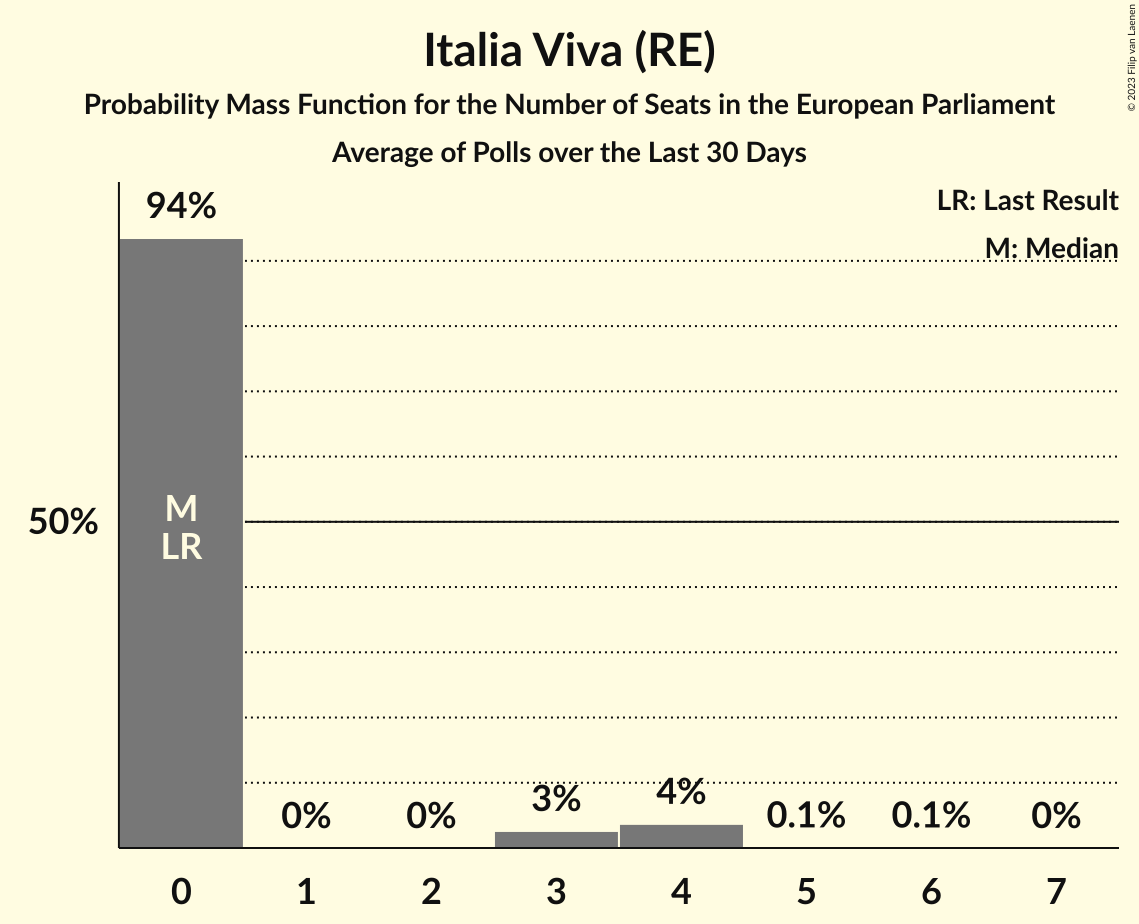 Italia Viva (RE)
Probability Mass Function for the Number of Seats in the European Parliament
Average of Polls over the Last 30 Days
© 2023 Filip van Laenen
LR: Last Result
M: Median
94%
50%
M
LR
0%
0%
3%
4%
0.1%
0.1%
0%
0
1
2
3
4
5
6
7